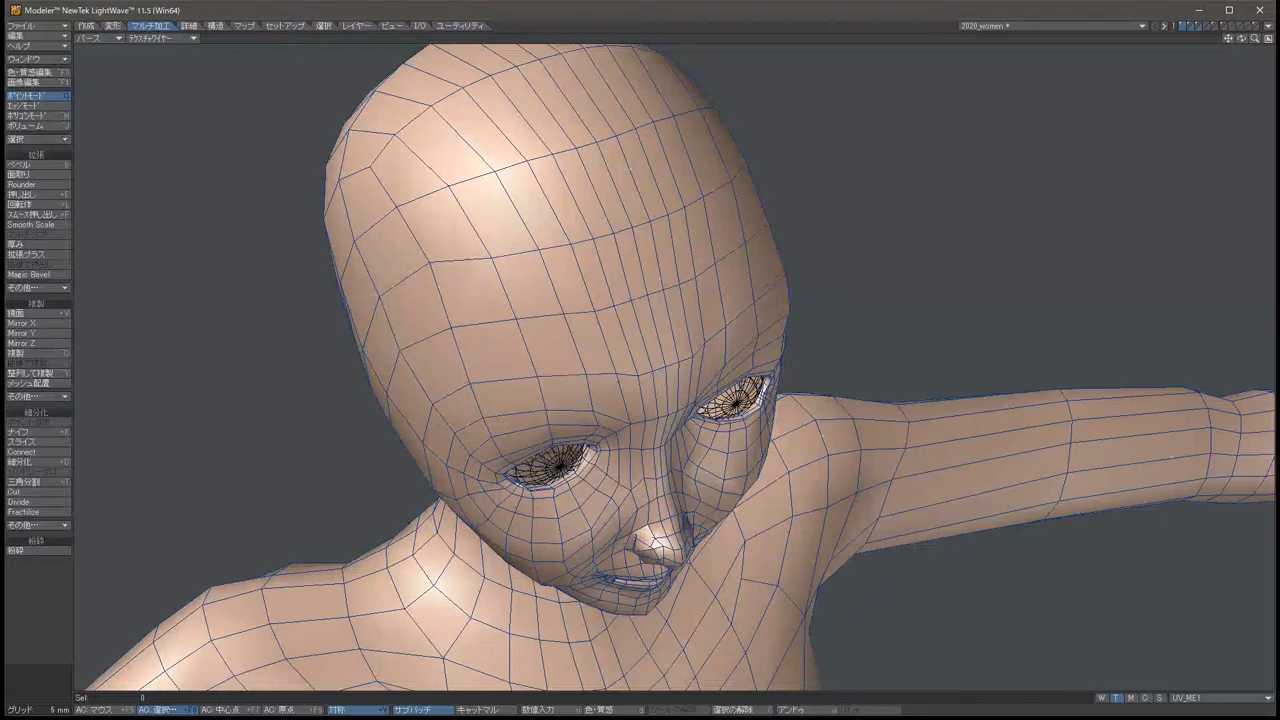 Modeler™ NewTek LightWave™ 11.5 (Win64)
ファイル 作成 変形 マルチ加工 詳細 構造 マップ セットアップ 選択 レイヤー ビュー I/O ユーティリティ 2020_women *
編集 パース テクスチャワイヤー
ヘルプ
ウィンドウ
色・質感編集 ^F3
画像編集 ^F4
ポイントモード G
エッジモード
ポリゴンモード H
ボリューム J
選択
拡張
ベベル b
面取り
Rounder
押し出し +E
回転体 +L
スムース押し出し +F
Smooth Scale
厚み
拡張プラス
Magic Bevel
その他…
複製
鏡面 +V
Mirror X
Mirror Y
Mirror Z
複製 C
整列して複製
メッシュ配置
その他…
細分化
ナイフ +K
スライス
Connect
細分化 +D
三角分割 +T
Cut
Divide
Fractilize
その他…
粉砕
粉砕
Sel: 0 W T M C S UV_ME1
グリッド 5 mm AC: マウス +F5 AC: 選択… +F8 AC: 中心点 +F7 AC: 原点 +F6 対称 +Y サブパッチ キャットマル 数値入力 n 色・質感 q 選択の解除 / アンドゥ u